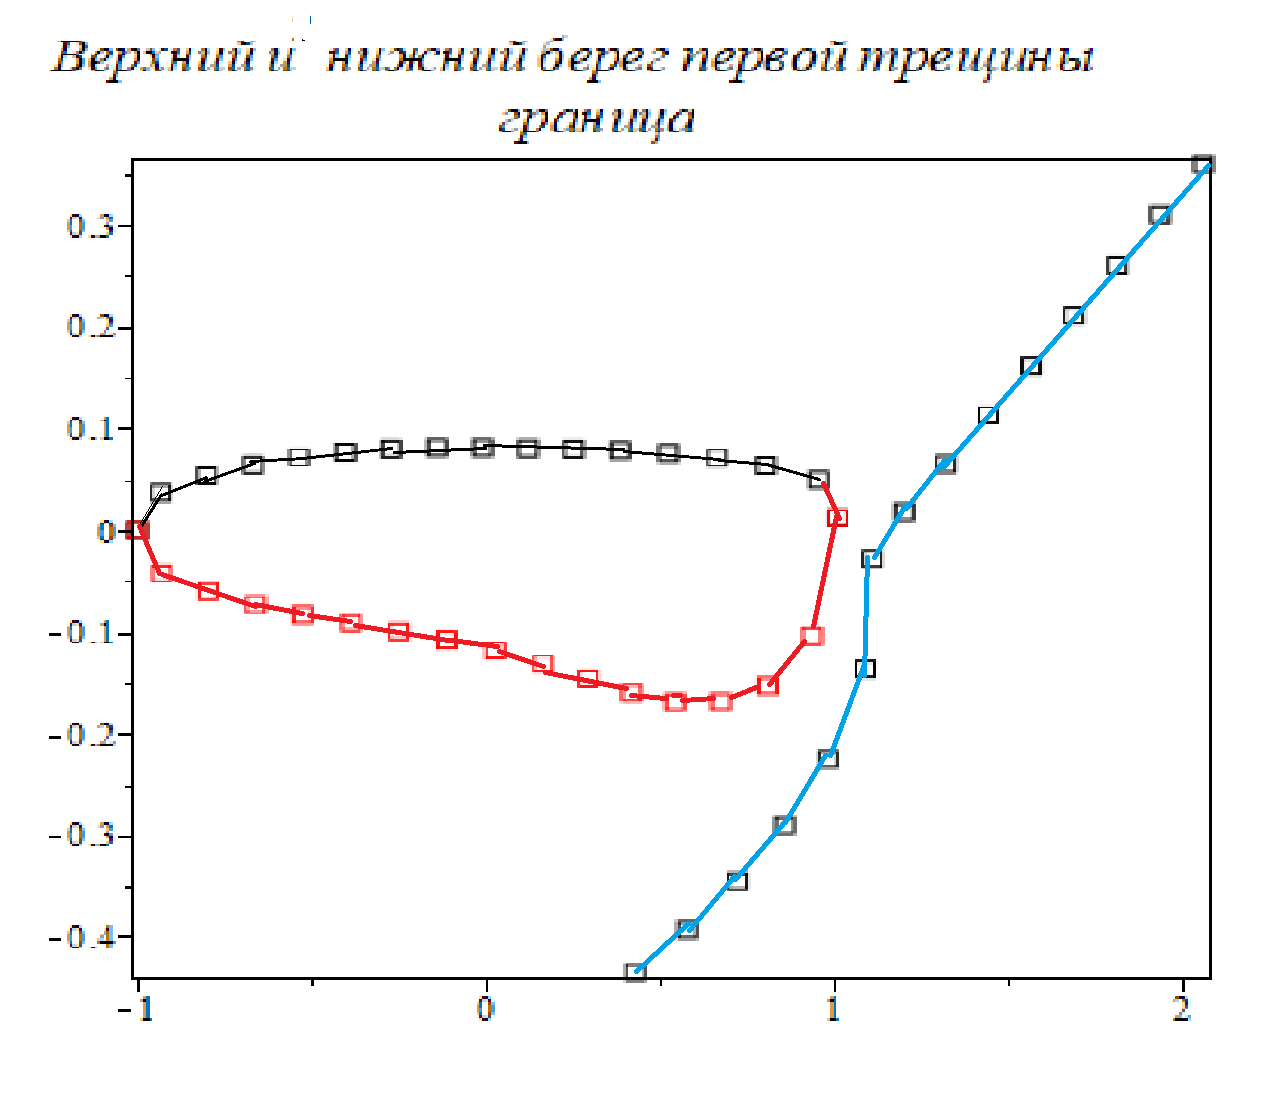 Верхний и нижний берег первой трещины
граница
0.3
0.2
0.1
0
-0.1
-0.2
-0.3
-0.4
-1 0 1 2